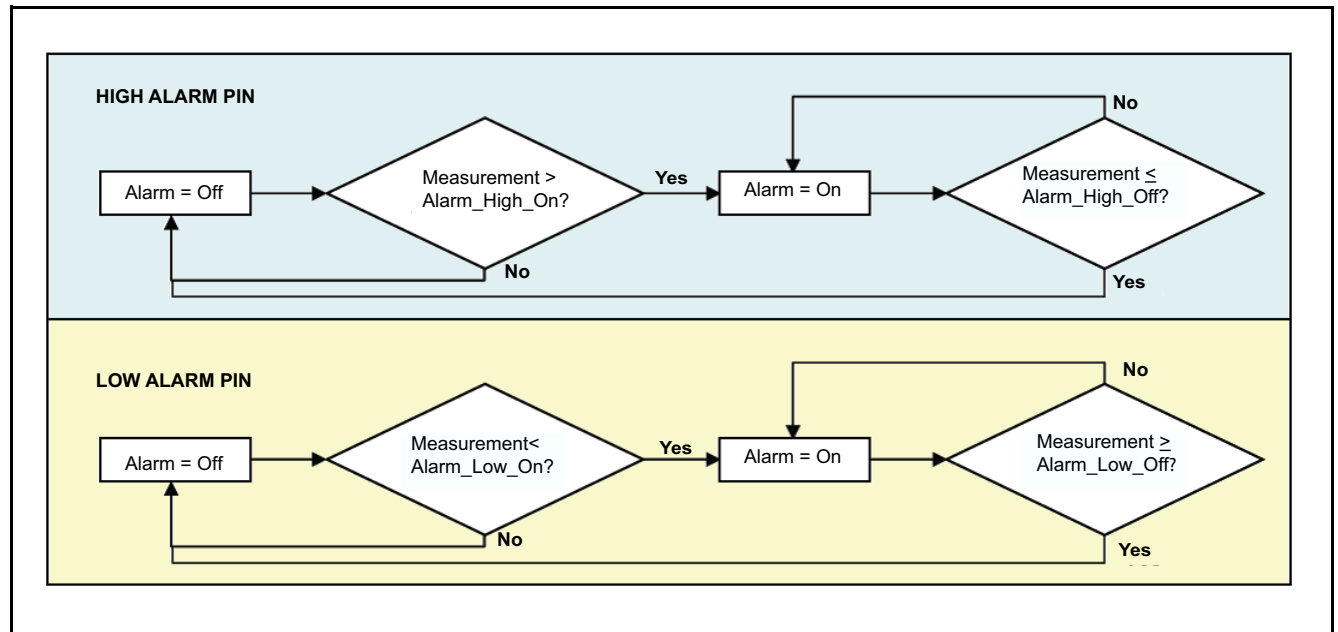 HIGH ALARM PIN
Alarm = Off
Measurement >
Alarm_High_On?
Yes
No
Alarm = On
Measurement ≤
Alarm_High_Off?
No
Yes
LOW ALARM PIN
Alarm = Off
Measurement<
Alarm_Low_On?
Yes
No
Alarm = On
Measurement ≥
Alarm_Low_Off?
No
Yes